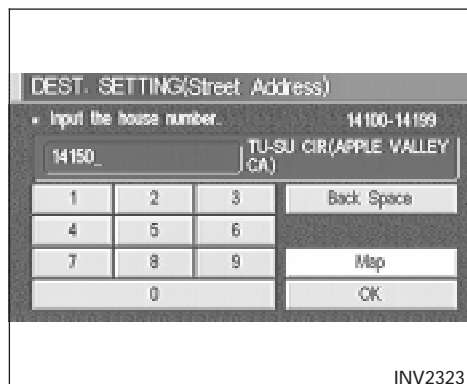 DEST. SETTING(Street Address)
▪ Input the house number. 14100-14199
14150_ TU-SU CIR(APPLE VALLEY
CA)
1 2 3 Back Space
4 5 6
7 8 9 Map
0 OK
INV2323